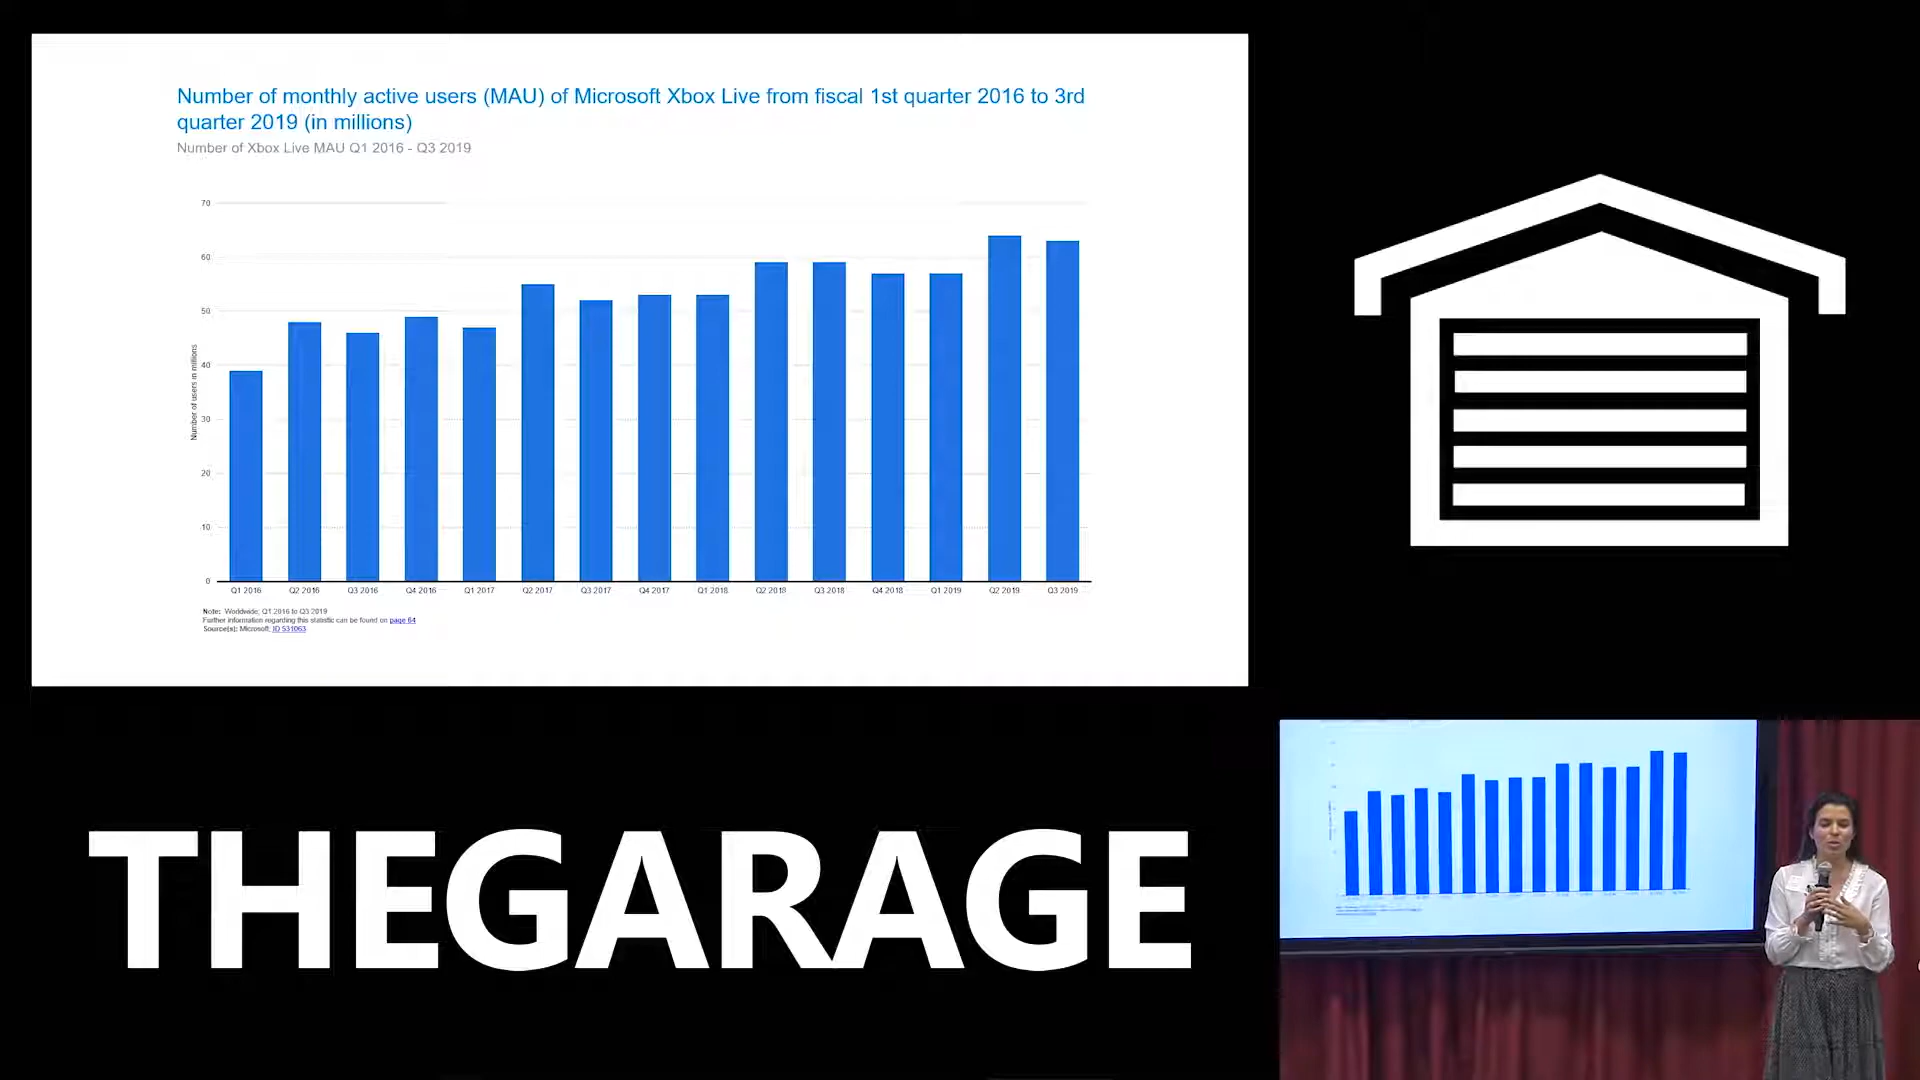 Number of monthly active users (MAU) of Microsoft Xbox Live from fiscal 1st quarter 2016 to 3rd
quarter 2019 (in millions)
Number of Xbox Live MAU Q1 2016 - Q3 2019
Number of users in millions
70
60
50
40
30
20
10
0
Q1 2016 Q2 2016 Q3 2016 Q4 2016 Q1 2017 Q2 2017 Q3 2017 Q4 2017 Q1 2018 Q2 2018 Q3 2018 Q4 2018 Q1 2019 Q2 2019 Q3 2019
Note: Worldwide; Q1 2016 to Q3 2019
Further information regarding this statistic can be found on page 64
Source(s): Microsoft; ID 531063
THEGARAGE